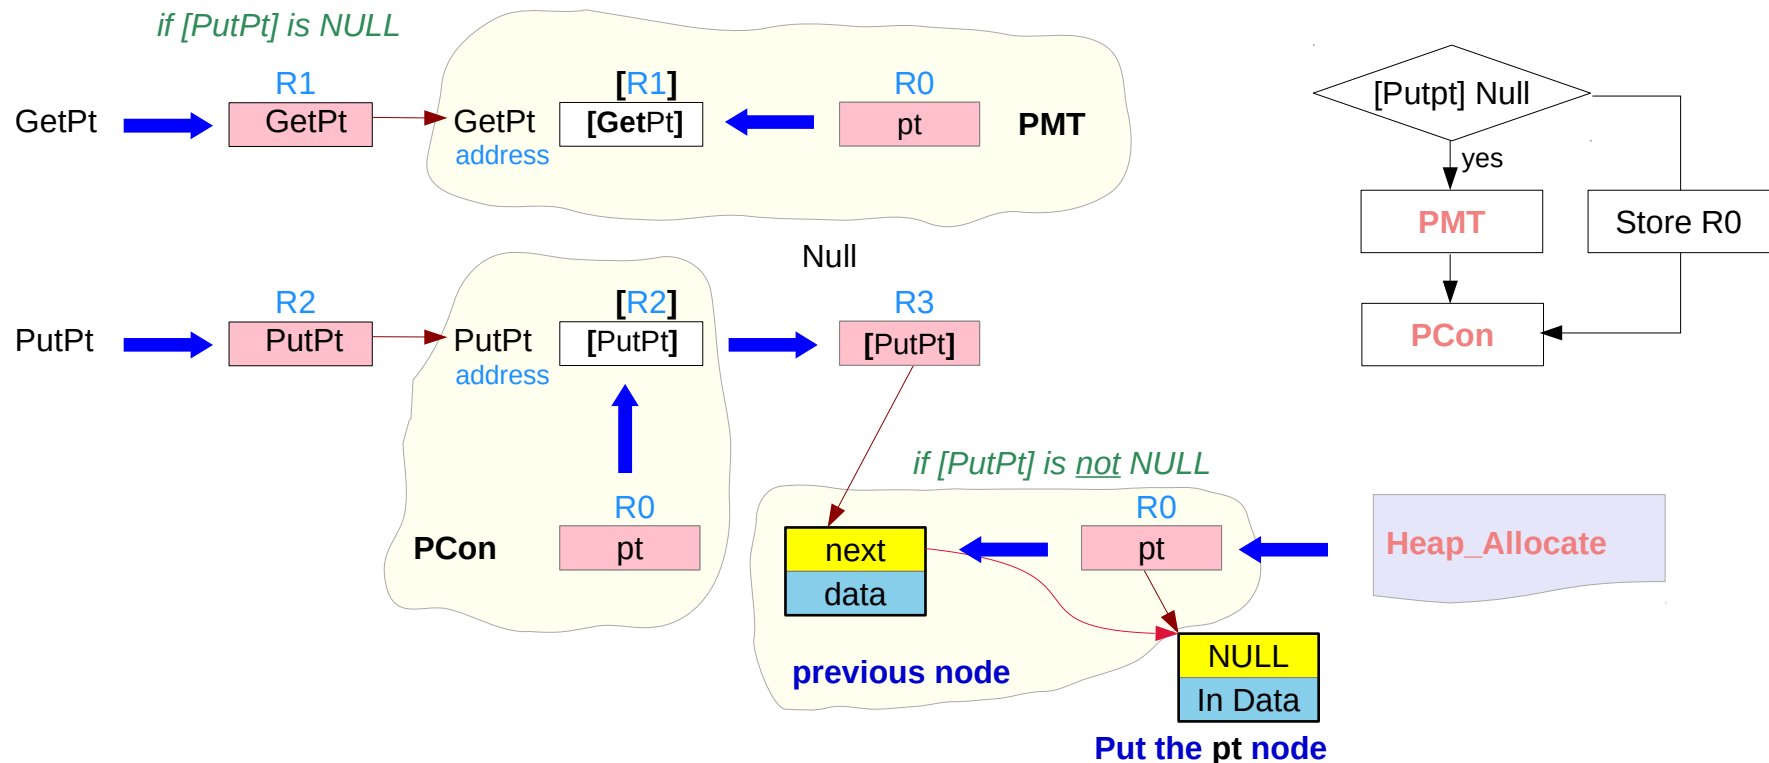 if [PutPt] is NULL
R1
[R1]
R0
GetPt
GetPt
GetPt
address
[GetPt]
pt
PMT
[Putpt] Null
yes
PMT
Store R0
PCon
Null
R2
[R2]
R3
PutPt
PutPt
PutPt
address
[PutPt]
[PutPt]
if [PutPt] is not NULL
R0
PCon
pt
next
data
R0
pt
Heap_Allocate
previous node
NULL
In Data
Put the pt node